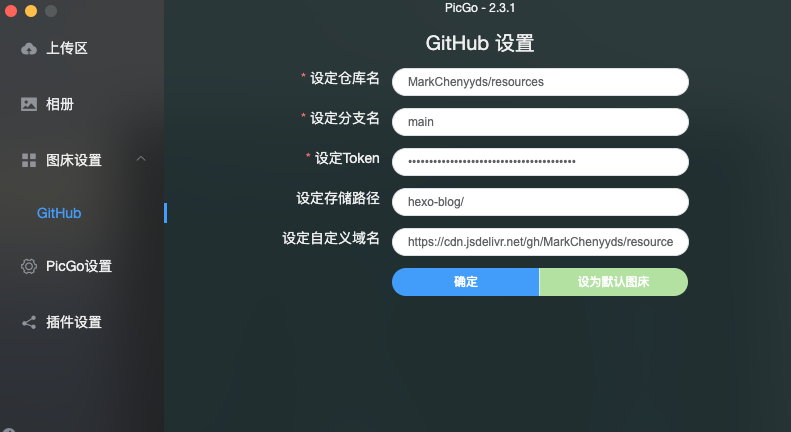 PicGo - 2.3.1
上传区
相册
图床设置
GitHub
PicGo设置
插件设置
GitHub 设置
* 设定仓库名
MarkChenyyds/resources
* 设定分支名
main
* 设定Token
••••••••••••••••••••••••••••••••••••••••
设定存储路径
hexo-blog/
设定自定义域名
https://cdn.jsdelivr.net/gh/MarkChenyyds/resource
确定
设为默认图床